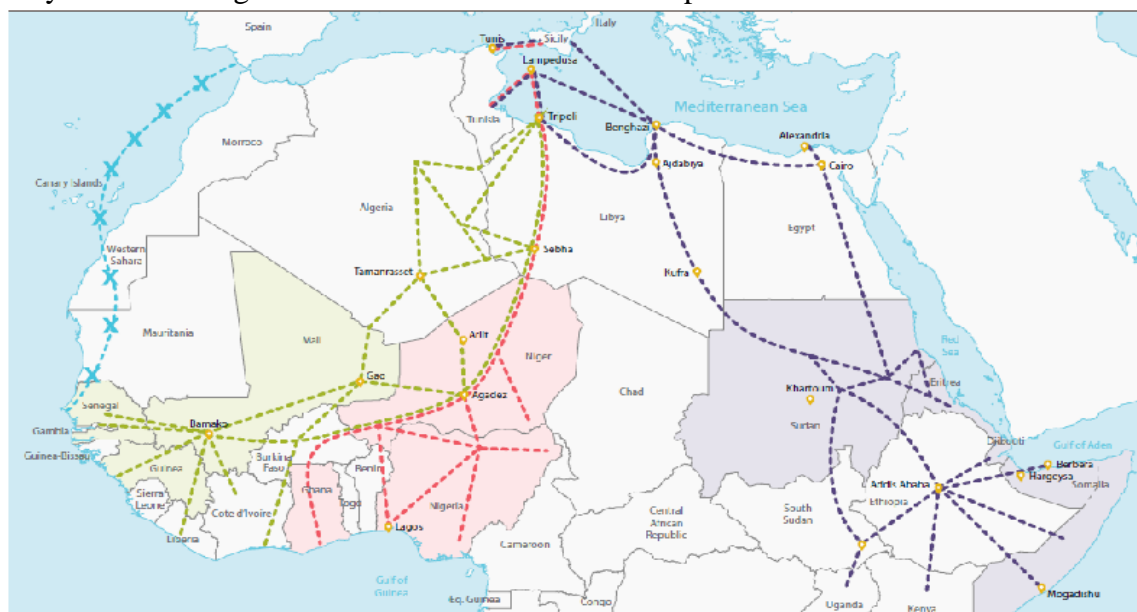 Spain
Italy
Tunis
Sicily
Lampedusa
Mediterranean Sea
Tripoli
Tunisia
Benghazi
Alexandria
Morocco
Ajdabiya
Cairo
Canary Islands
Algeria
Libya
Egypt
Western
Sahara
Sebha
Tamanrasset
Kufra
Mauritania
Mali
Arlit
Niger
Red
Sea
Gao
Agadez
Chad
Khartoum
Eritrea
Senegal
Bamako
Sudan
Gambia
Guinea-Bissau
Burkina
Faso
Benin
Djibouti
Gulf of Aden
Berbera
Hargeysa
Somalia
Guinea
Ghana
Togo
Nigeria
Addis Ababa
Ethiopia
Sierra
Leone
Cote d'Ivoire
Central
African
Republic
South
Sudan
Liberia
Lagos
Cameroon
Gulf of
Guinea
Eq. Guinea
Congo
Uganda
Kenya
Mogadishu